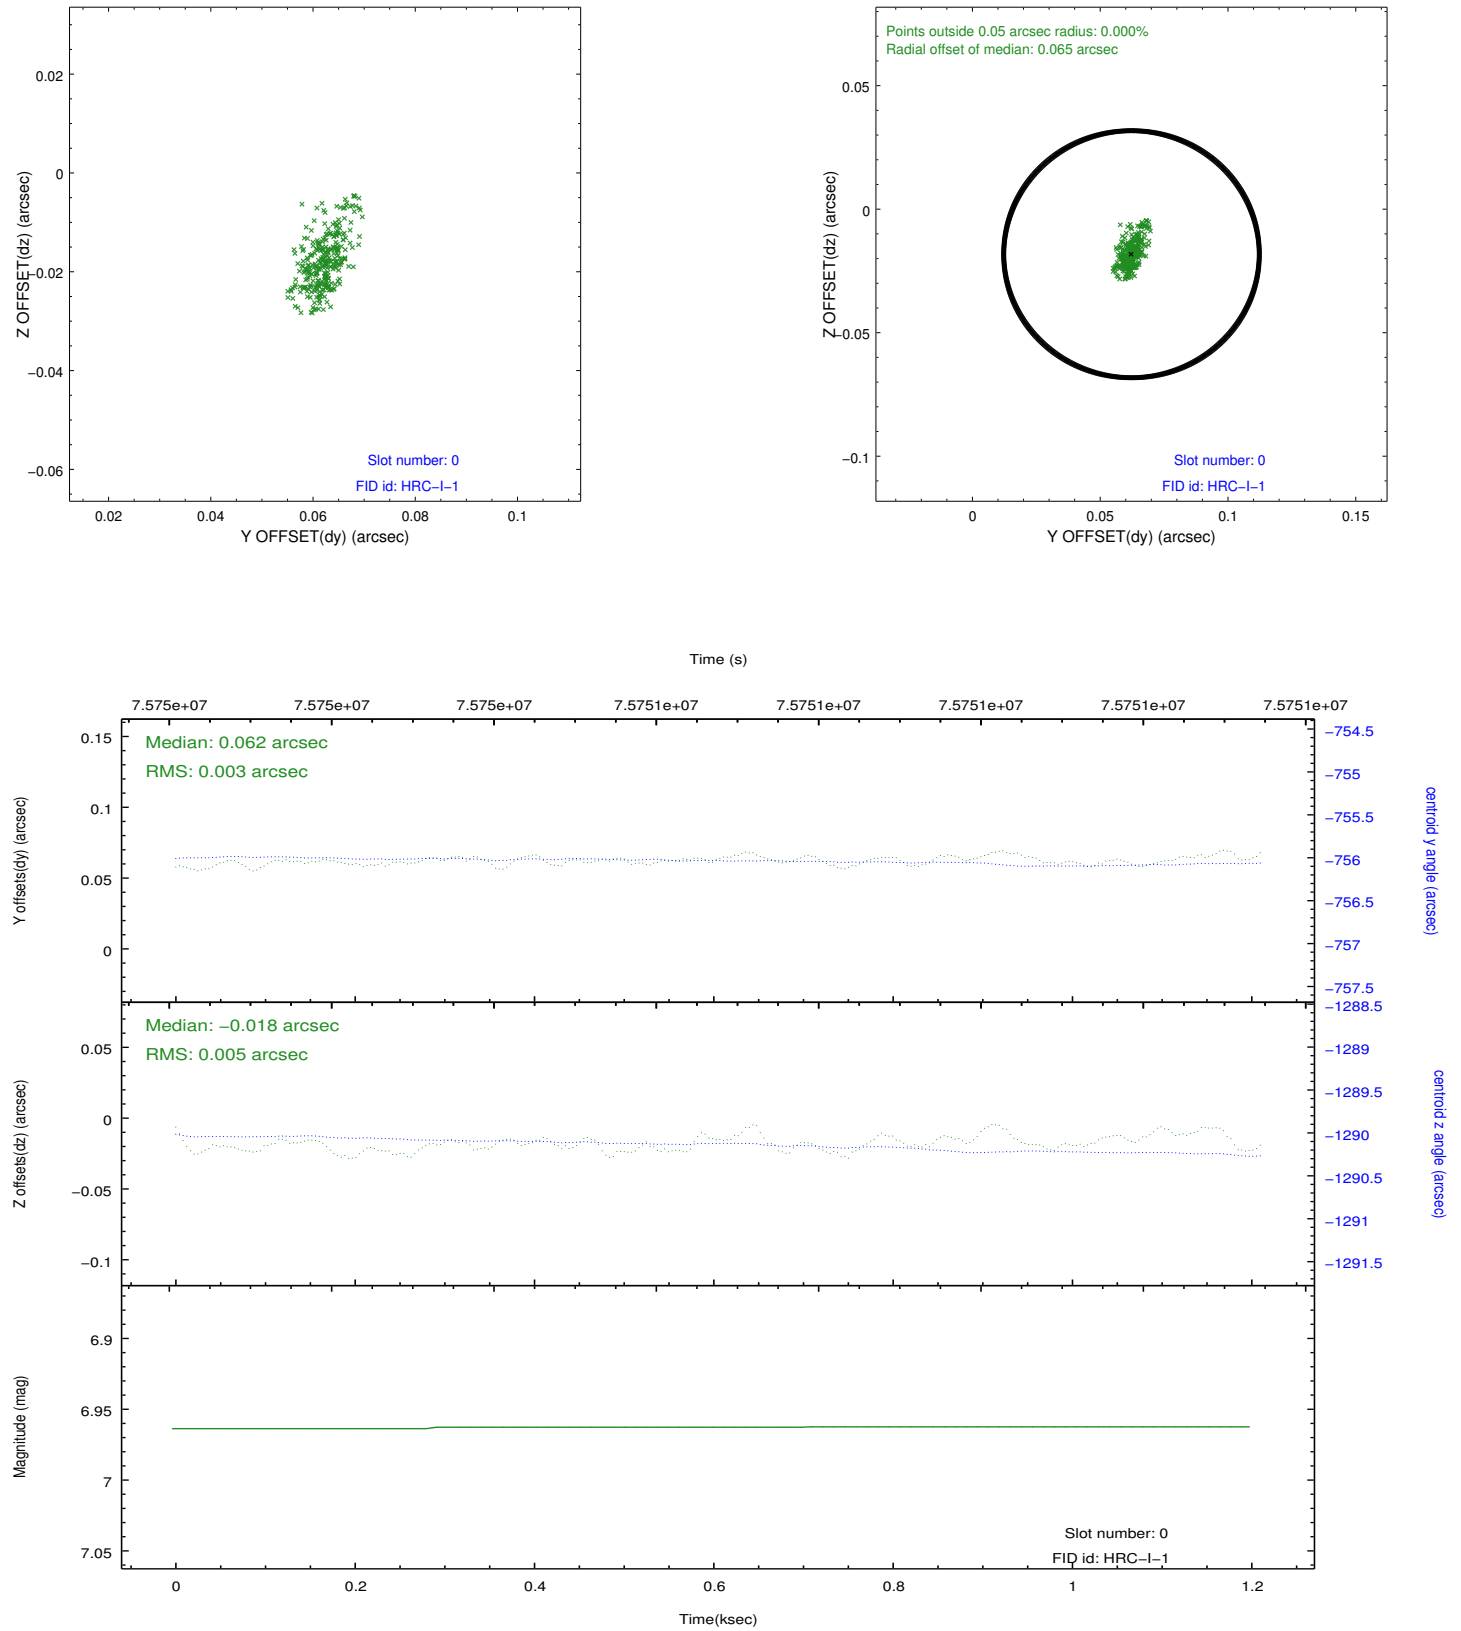 0.02
0
−0.02
−0.04
−0.06
Z OFFSET(dz) (arcsec)
Slot number: 0
FID id: HRC−I−1
0.02 0.04 0.06 0.08 0.1
Y OFFSET(dy) (arcsec)
Points outside 0.05 arcsec radius: 0.000%
Radial offset of median: 0.065 arcsec
0.05
0
−0.05
−0.1
Z OFFSET(dz) (arcsec)
Slot number: 0
FID id: HRC−I−1
0 0.05 0.1 0.15
Y OFFSET(dy) (arcsec)
Time (s)
7.575e+07 7.575e+07 7.575e+07 7.5751e+07 7.5751e+07 7.5751e+07 7.5751e+07 7.5751e+07
Median: 0.062 arcsec
RMS: 0.003 arcsec
0.15
0.1
0.05
0
Y offsets(dy) (arcsec)
−754.5
−755
−755.5
−756
−756.5
−757
−757.5
centroid y angle (arcsec)
Median: −0.018 arcsec
RMS: 0.005 arcsec
0.05
0
−0.05
−0.1
Z offsets(dz) (arcsec)
−1288.5
−1289
−1289.5
−1290
−1290.5
−1291
−1291.5
centroid z angle (arcsec)
6.9
6.95
7
7.05
Magnitude (mag)
Slot number: 0
FID id: HRC−I−1
0 0.2 0.4 0.6 0.8 1 1.2
Time(ksec)